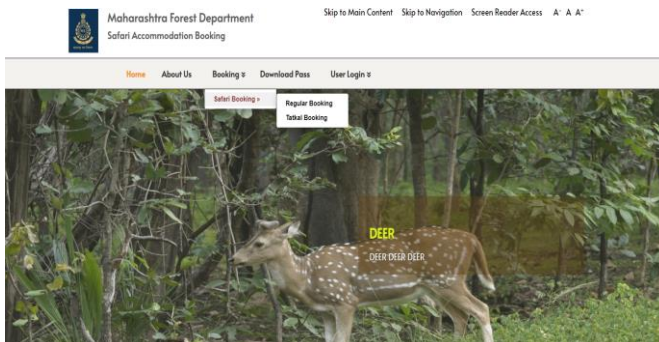 Maharashtra Forest Department
Safari Accommodation Booking
Skip to Main Content Skip to Navigation Screen Reader Access A- A A+
Home About Us Booking Download Pass User Login
Safari Booking »
Regular Booking
Tatkal Booking
DEER
DEER DEER DEER